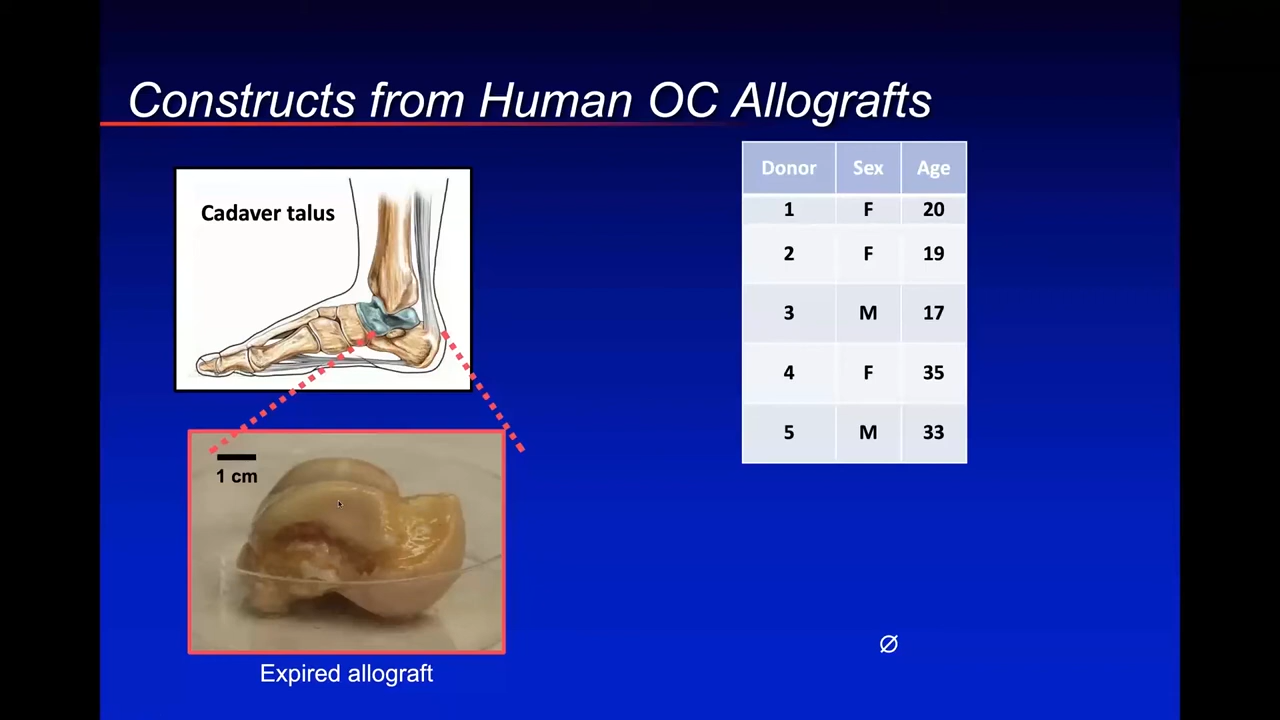 Constructs from Human OC Allografts
Cadaver talus
1 cm
Expired allograft
Donor Sex Age
1 F 20
2 F 19
3 M 17
4 F 35
5 M 33
Ø